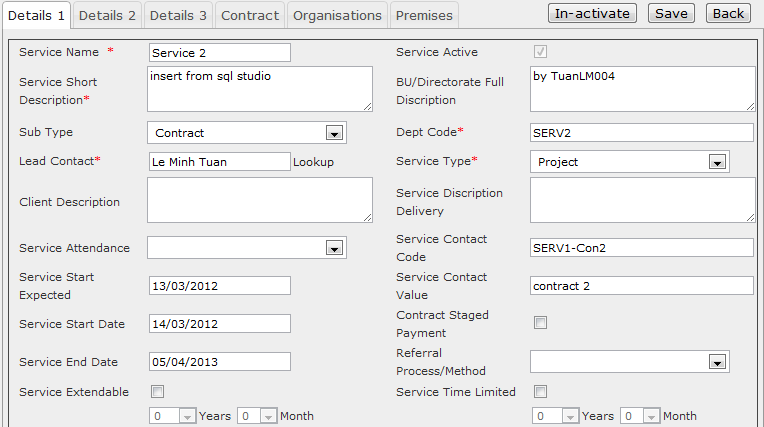 Details 1 Details 2 Details 3 Contract Organisations Premises In-activate Save Back
Service Name * Service 2 Service Active
Service Short insert from sql studio BU/Directorate Full by TuanLM004
Description* Discription
Sub Type Contract Dept Code* SERV2
Lead Contact* Le Minh Tuan Lookup Service Type* Project
Client Description Service Discription
Delivery
Service Attendance Service Contact
Code SERV1-Con2
Service Start
Expected 13/03/2012 Service Contact
Value contract 2
Service Start Date 14/03/2012 Contract Staged
Payment
Service End Date 05/04/2013 Referral
Process/Method
Service Extendable Service Time Limited
0 Years 0 Month 0 Years 0 Month